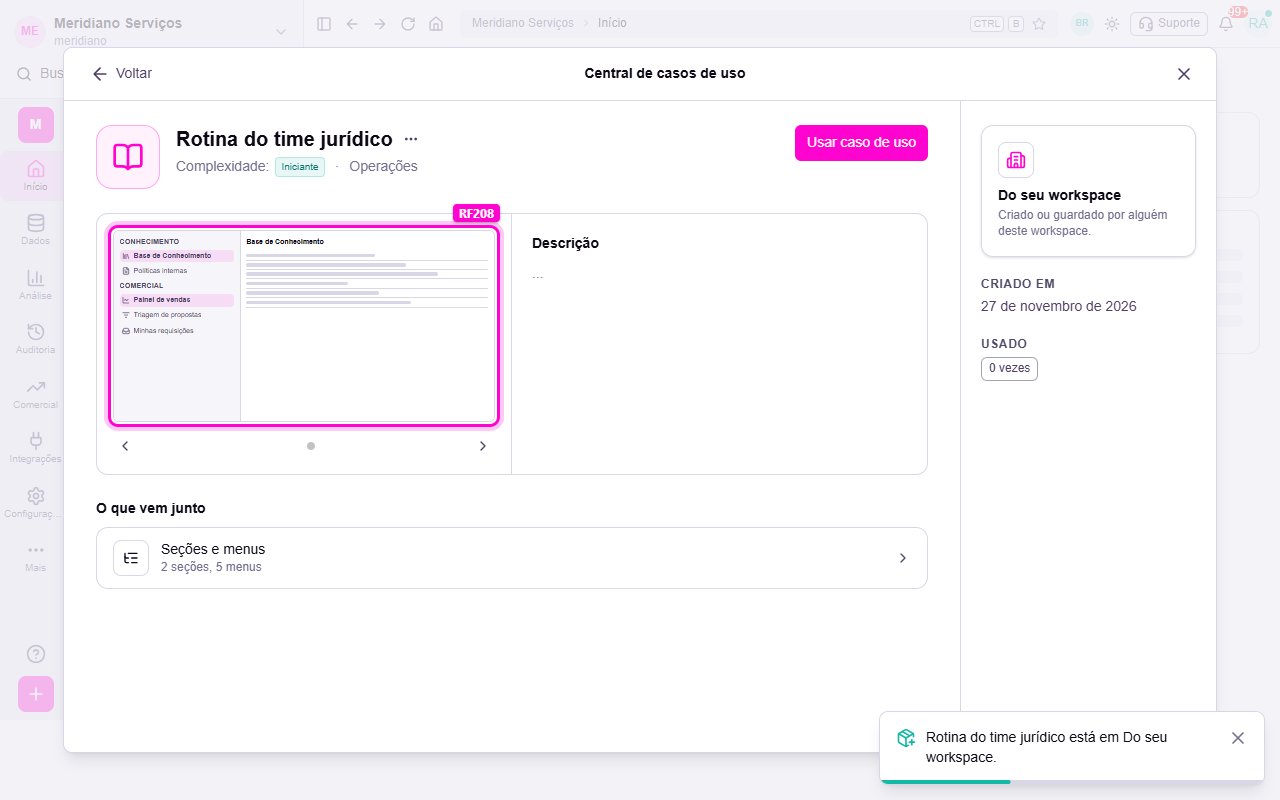 ME
Meridiano Serviços
meridiano
Meridiano Serviços
Início
CTRL
B
BR
Suporte
99+
RA
Bus
M
Início
Dados
Análise
Auditoria
Comercial
Integrações
Configuraç...
Mais
Voltar
Central de casos de uso
Rotina do time jurídico
Complexidade:
Iniciante
· Operações
Usar caso de uso
RF208
CONHECIMENTO
Base de Conhecimento
Políticas internas
COMERCIAL
Painel de vendas
Triagem de propostas
Minhas requisições
Base de Conhecimento
Descrição
...
O que vem junto
Seções e menus
2 seções, 5 menus
Do seu workspace
Criado ou guardado por alguém
deste workspace.
CRIADO EM
27 de novembro de 2026
USADO
0 vezes
Rotina do time jurídico está em Do seu
workspace.